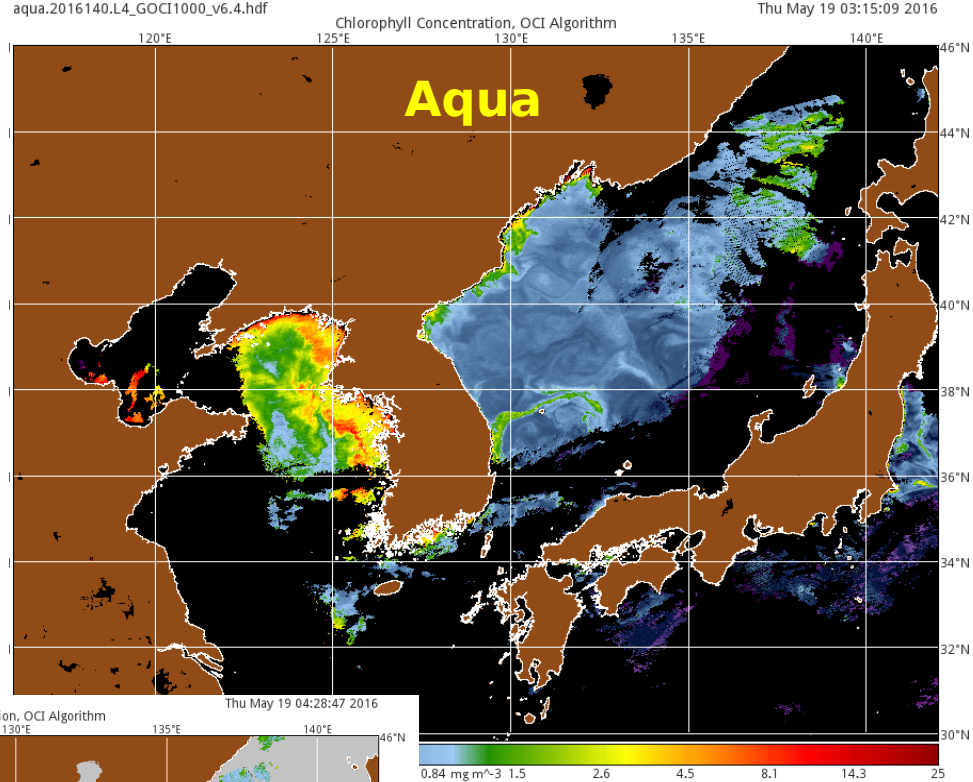 aqua.2016140.L4_GOCI1000_v6.4.hdf
Thu May 19 03:15:09 2016
Chlorophyll Concentration, OCI Algorithm
120°E 125°E 130°E 135°E 140°E 46°N
Aqua
44°N
42°N
40°N
38°N
36°N
34°N
32°N
30°N
Thu May 19 04:28:47 2016
ion, OCI Algorithm
130°E 135°E 140°E 46°N
0.84 mg m^-3 1.5 2.6 4.5 8.1 14.3 25